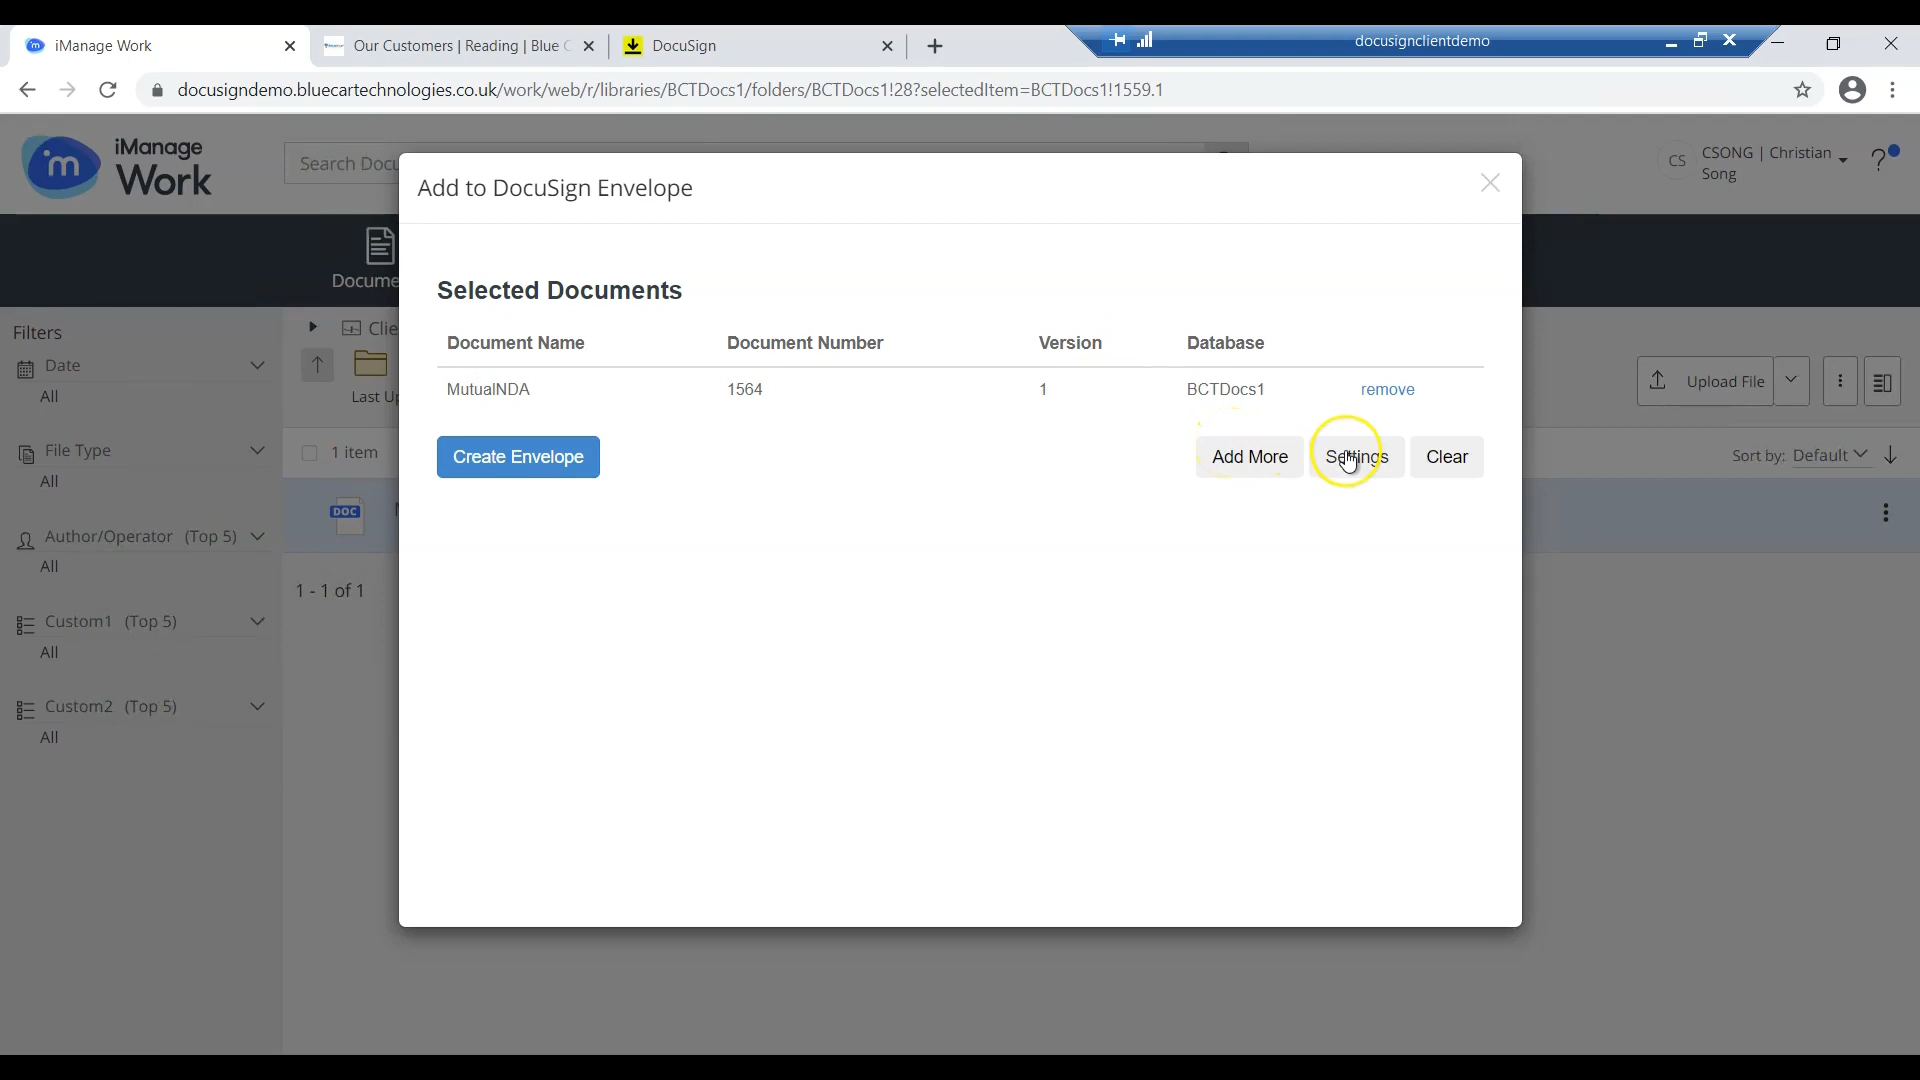 iManage Work
Our Customers | Reading | Blue C
DocuSign
docusignclientdemo
docusigndemo.bluecartechnologies.co.uk/work/web/r/libraries/BCTDocs1/folders/BCTDocs1!28?selectedItem=BCTDocs1!1559.1
m
iManage
Work
Search Docu
CS
CSONG | Christian
Song
?
Add to DocuSign Envelope
Docume
Selected Documents
Document Name
Document Number
Version
Database
MutualNDA
1564
1
BCTDocs1
remove
Create Envelope
Add More
Settings
Clear
Filters
Date
All
File Type
All
Author/Operator (Top 5)
All
Custom1 (Top 5)
All
Custom2 (Top 5)
All
Clie
Last Up
1 item
DOC
1 - 1 of 1
Upload File
Sort by: Default